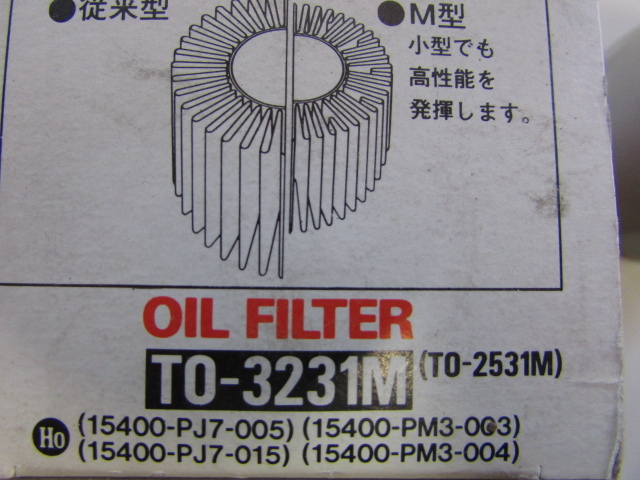 ●従来型
●M型
小型でも
高性能を
発揮します。
OIL FILTER
TO-3231M (TO-2531M)
Ho (15400-PJ7-005) (15400-PM3-003)
(15400-PJ7-015) (15400-PM3-004)